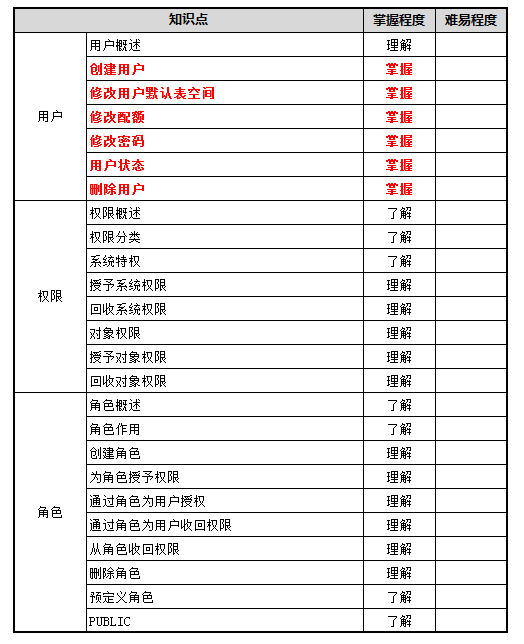 知识点 掌握程度 难易程度
用户
用户概述 理解
创建用户 掌握
修改用户默认表空间 掌握
修改配额 掌握
修改密码 掌握
用户状态 掌握
删除用户 掌握
权限
权限概述 了解
权限分类 了解
系统特权 了解
授予系统权限 理解
回收系统权限 理解
对象权限 理解
授予对象权限 理解
回收对象权限 理解
角色
角色概述 了解
角色作用 了解
创建角色 理解
为角色授予权限 理解
通过角色为用户授权 理解
通过角色为用户收回权限 理解
从角色收回权限 理解
删除角色 理解
预定义角色 了解
PUBLIC 了解